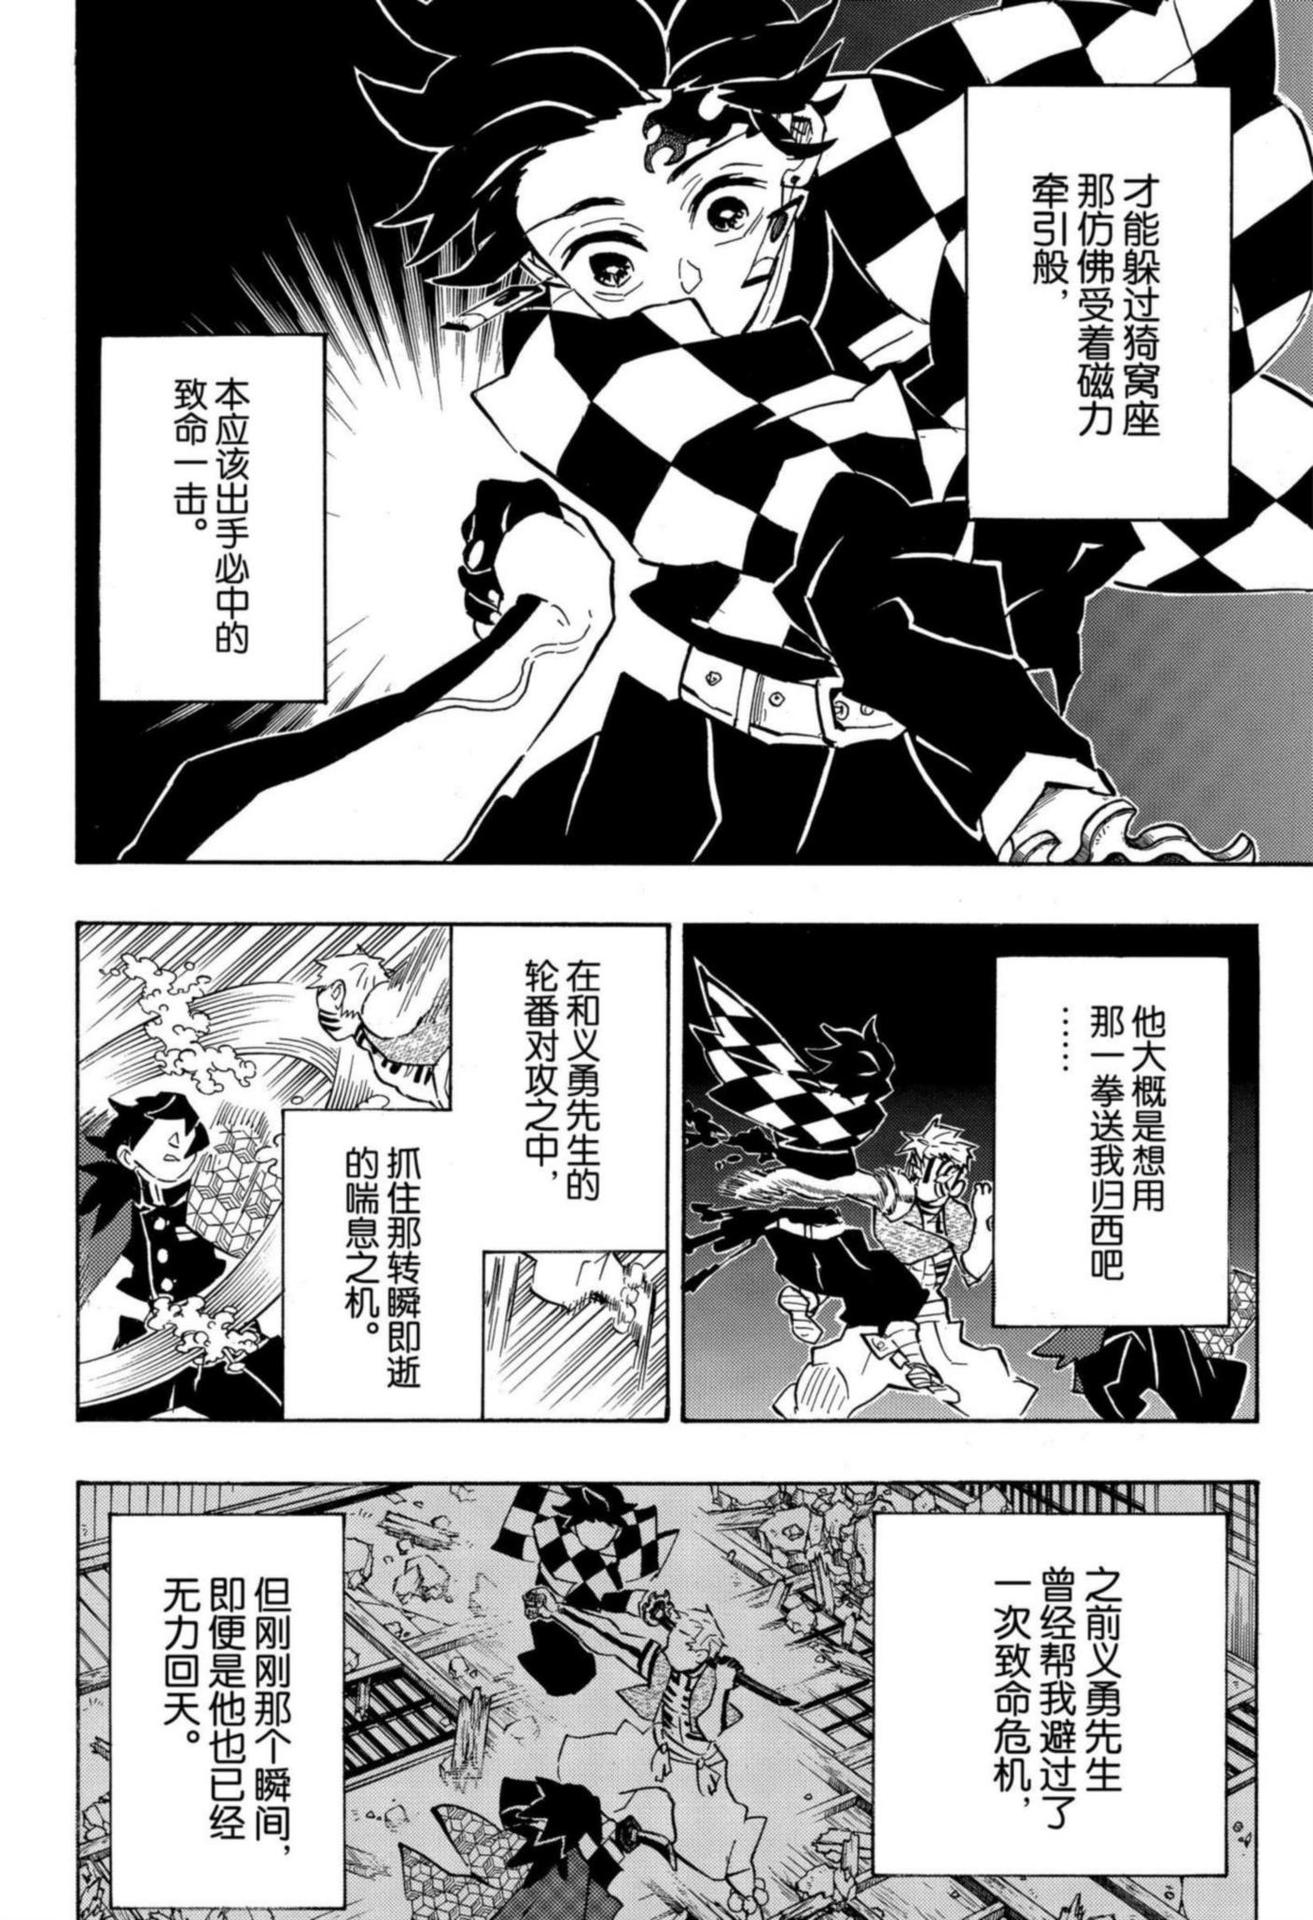 才能躲过猗窝座
那仿佛受着磁力
牵引般，
本应该出手必中的
致命一击。
他大概是想用
那一拳送我归西吧
……
在和义勇先生的
轮番对攻之中，
抓住那转瞬即逝
的喘息之机。
之前义勇先生
曾经帮我避过了
一次致命危机，
但刚刚那个瞬间，
即便是他也已经
无力回天。